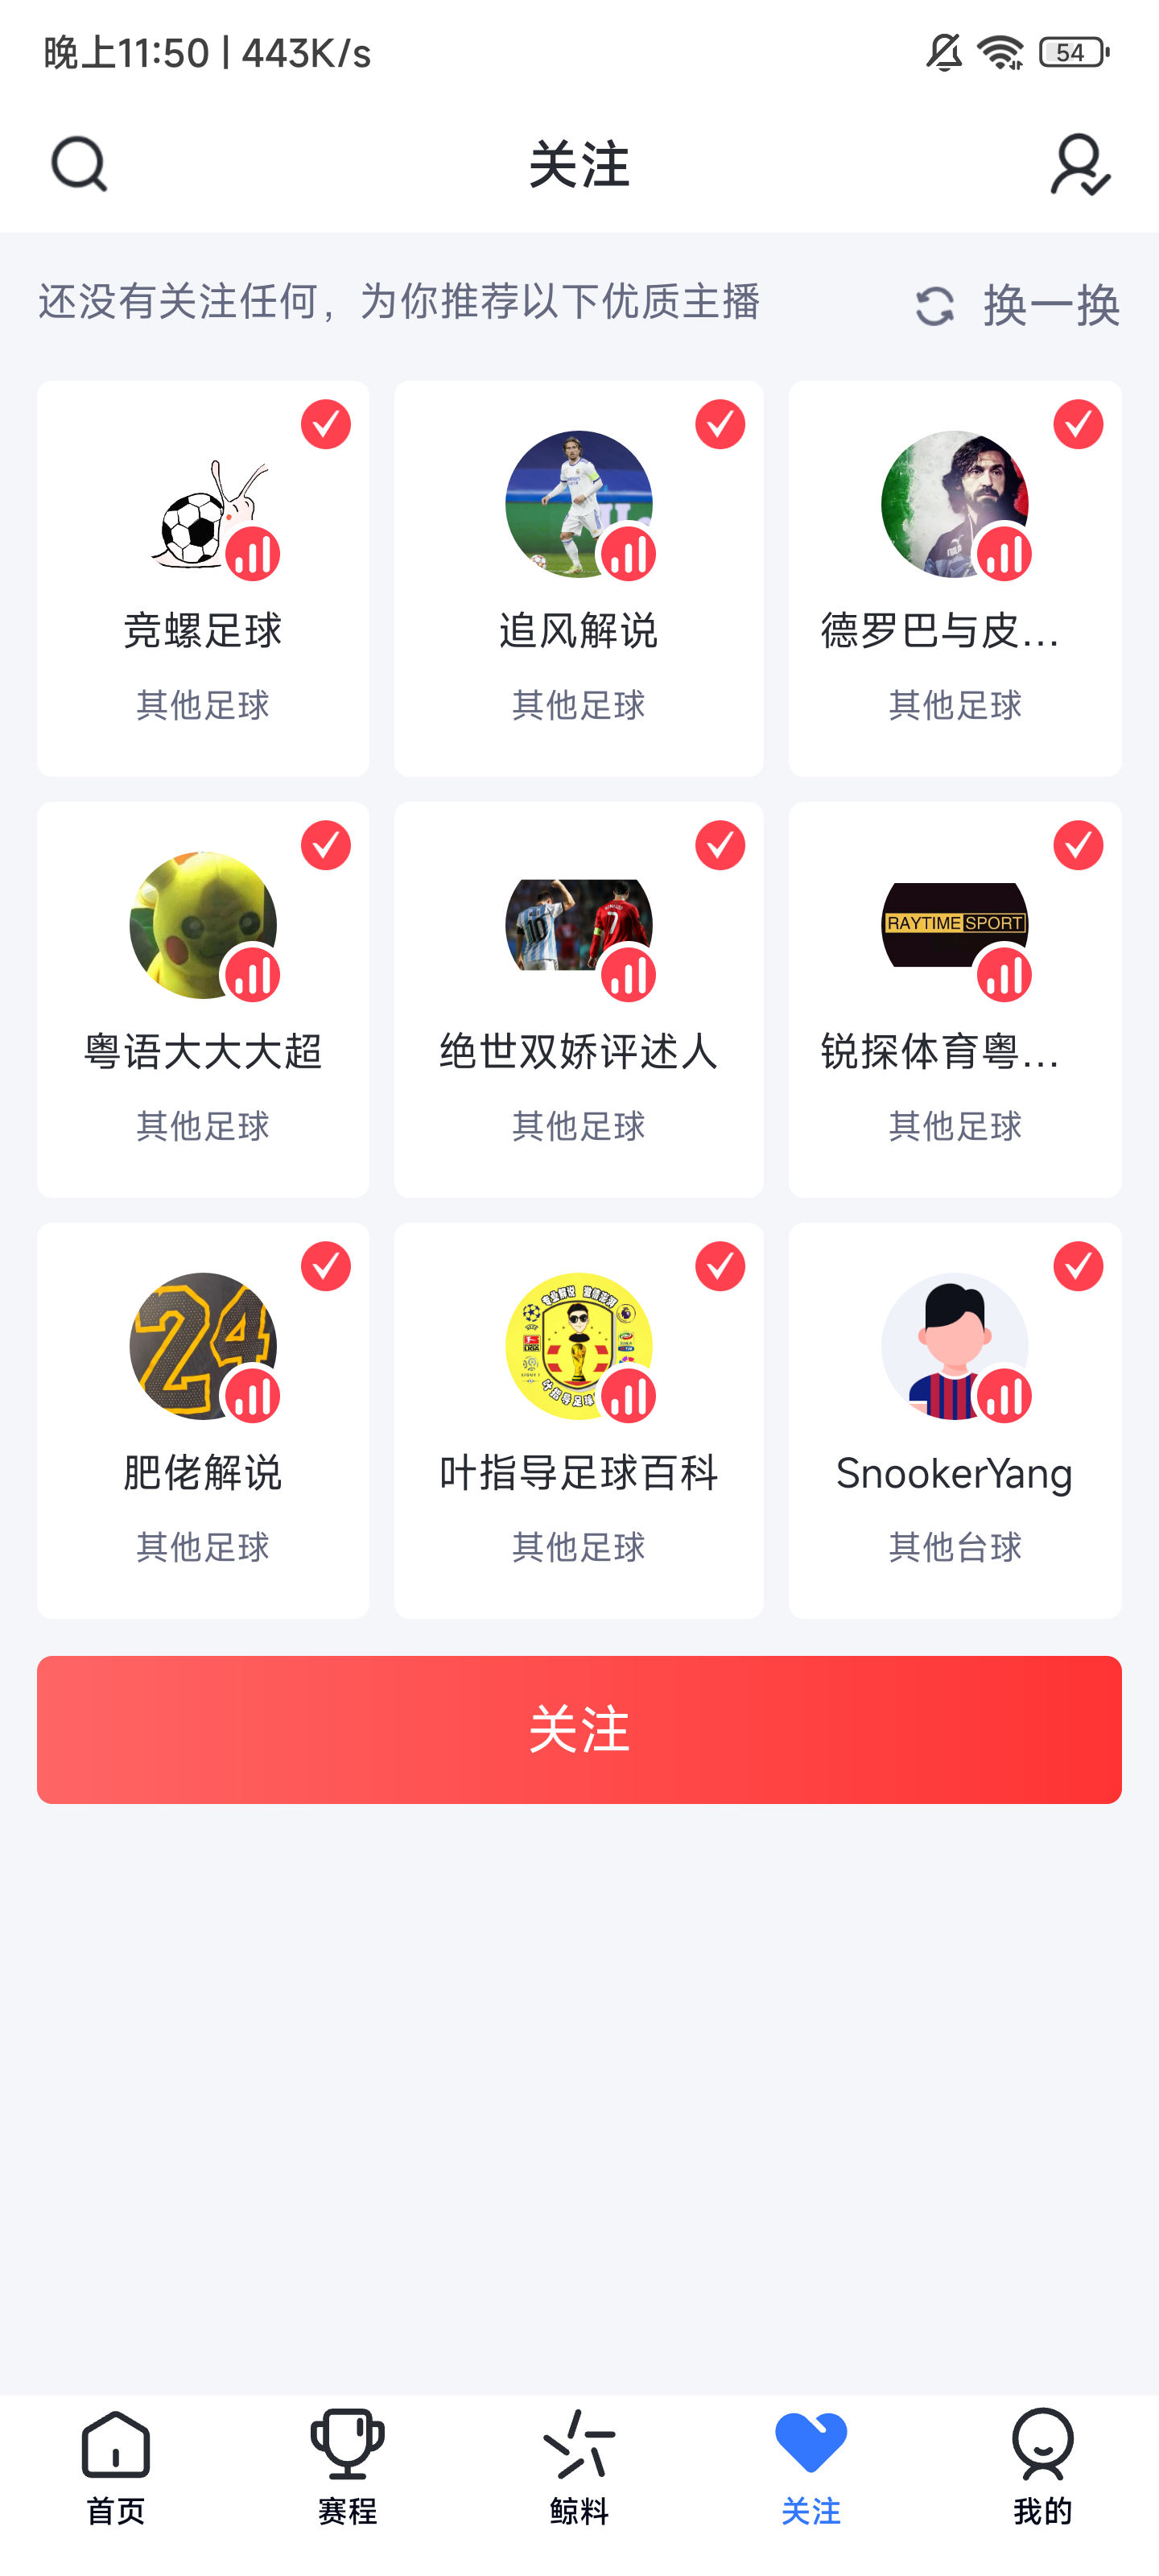 晚上11:50 | 443K/s
54
关注
还没有关注任何，为你推荐以下优质主播
换一换
竞螺足球
追风解说
德罗巴与皮...
其他足球
其他足球
其他足球
10
7
RAYTIME SPORT
粤语大大大超
绝世双娇评述人
锐探体育粤...
其他足球
其他足球
其他足球
24
肥佬解说
叶指导足球百科
SnookerYang
其他足球
其他足球
其他台球
关注
首页
赛程
鲸料
关注
我的